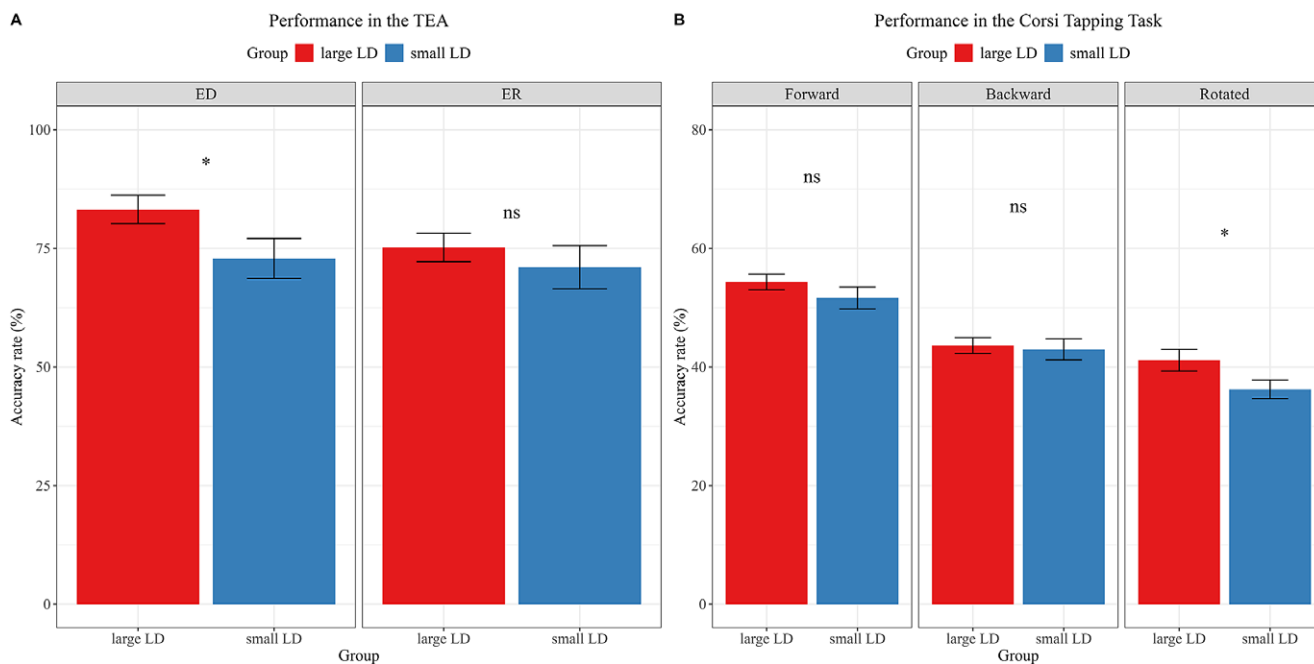 A
Performance in the TEA
Group large LD small LD
ED
ER
Accuracy rate (%)
100
75
50
25
0
*
ns
large LD
small LD
large LD
small LD
Group
B
Performance in the Corsi Tapping Task
Group large LD small LD
Forward
Backward
Rotated
Accuracy rate (%)
80
60
40
20
0
ns
ns
*
large LD
small LD
large LD
small LD
large LD
small LD
Group